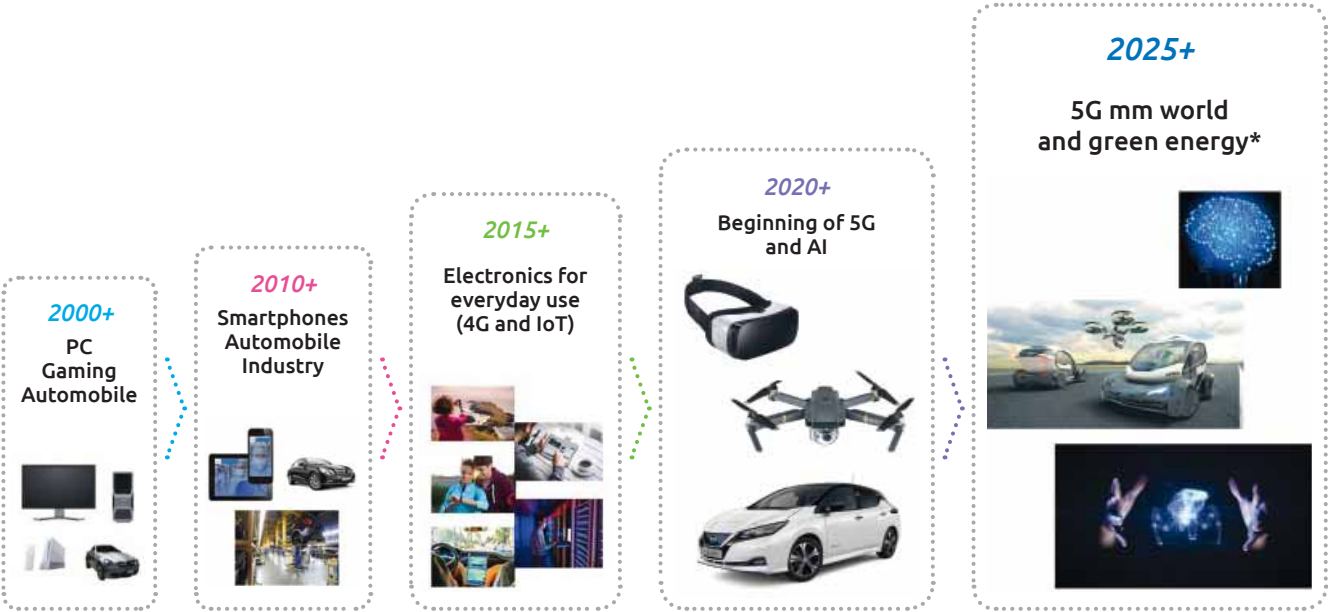 2000+
PC
Gaming
Automobile
2010+
Smartphones
Automobile
Industry
2015+
Electronics for
everyday use
(4G and IoT)
2020+
Beginning of 5G
and AI
2025+
5G mm world
and green energy*